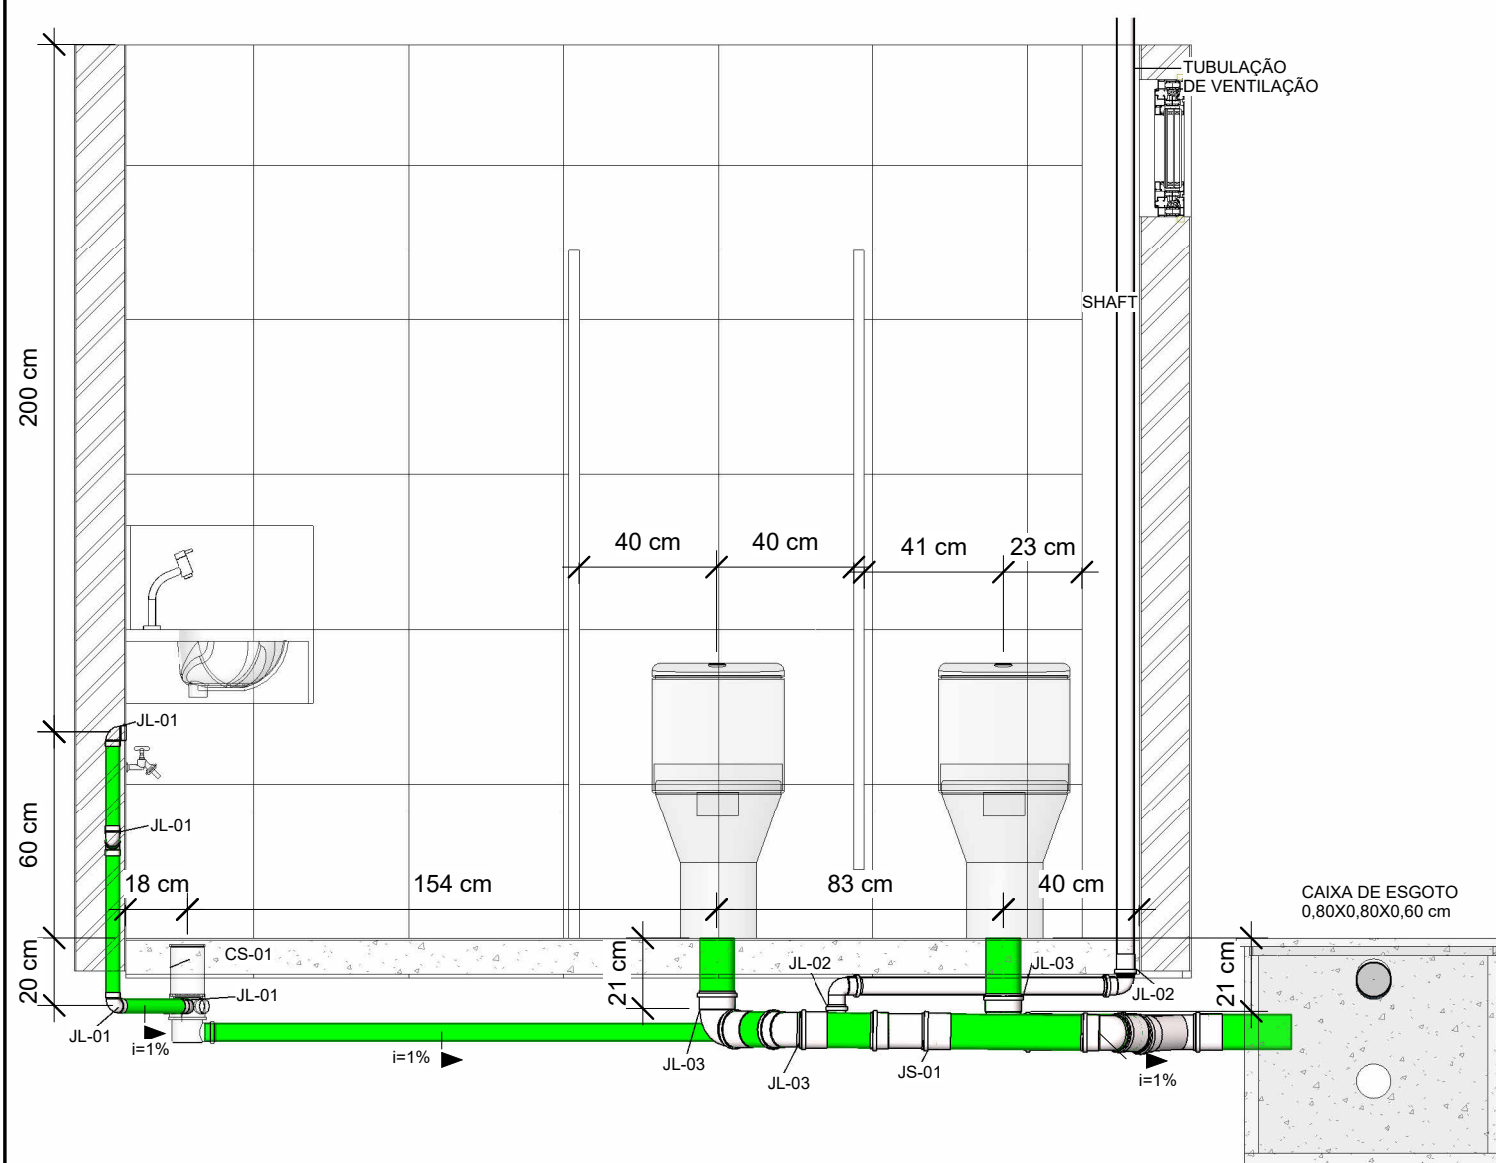 TUBULAÇÃO
DE VENTILAÇÃO
SHAFT
200 cm
40 cm
40 cm
41 cm
23 cm
JL-01
JL-01
60 cm
18 cm
154 cm
83 cm
40 cm
CAIXA DE ESGOTO
0,80X0,80X0,60 cm
20 cm
CS-01
21 cm
JL-02
JL-03
JL-02
21 cm
JL-01
JL-01
i=1%
i=1%
JL-03
JL-03
JS-01
i=1%